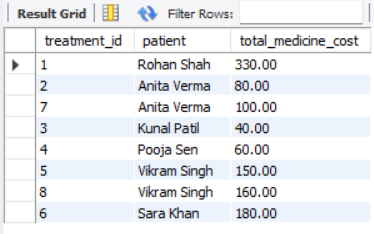 Result Grid Filter Rows:
treatment_id patient total_medicine_cost
1 Rohan Shah 330.00
2 Anita Verma 80.00
7 Anita Verma 100.00
3 Kunal Patil 40.00
4 Pooja Sen 60.00
5 Vikram Singh 150.00
8 Vikram Singh 160.00
6 Sara Khan 180.00